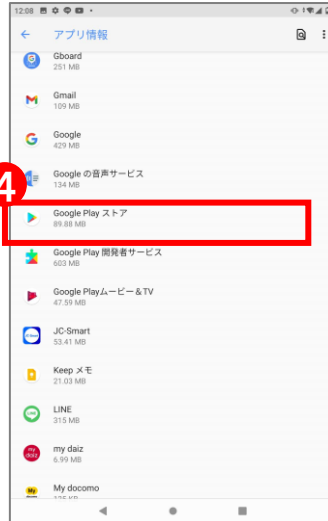 12:08
アプリ情報
Gboard
251 MB
Gmail
109 MB
Google
429 MB
Google の音声サービス
134 MB
4
Google Play ストア
89.88 MB
Google Play 開発者サービス
603 MB
Google Playムービー＆TV
47.59 MB
JC-Smart
53.41 MB
Keep メモ
21.03 MB
LINE
315 MB
my daiz
6.99 MB
My docomo